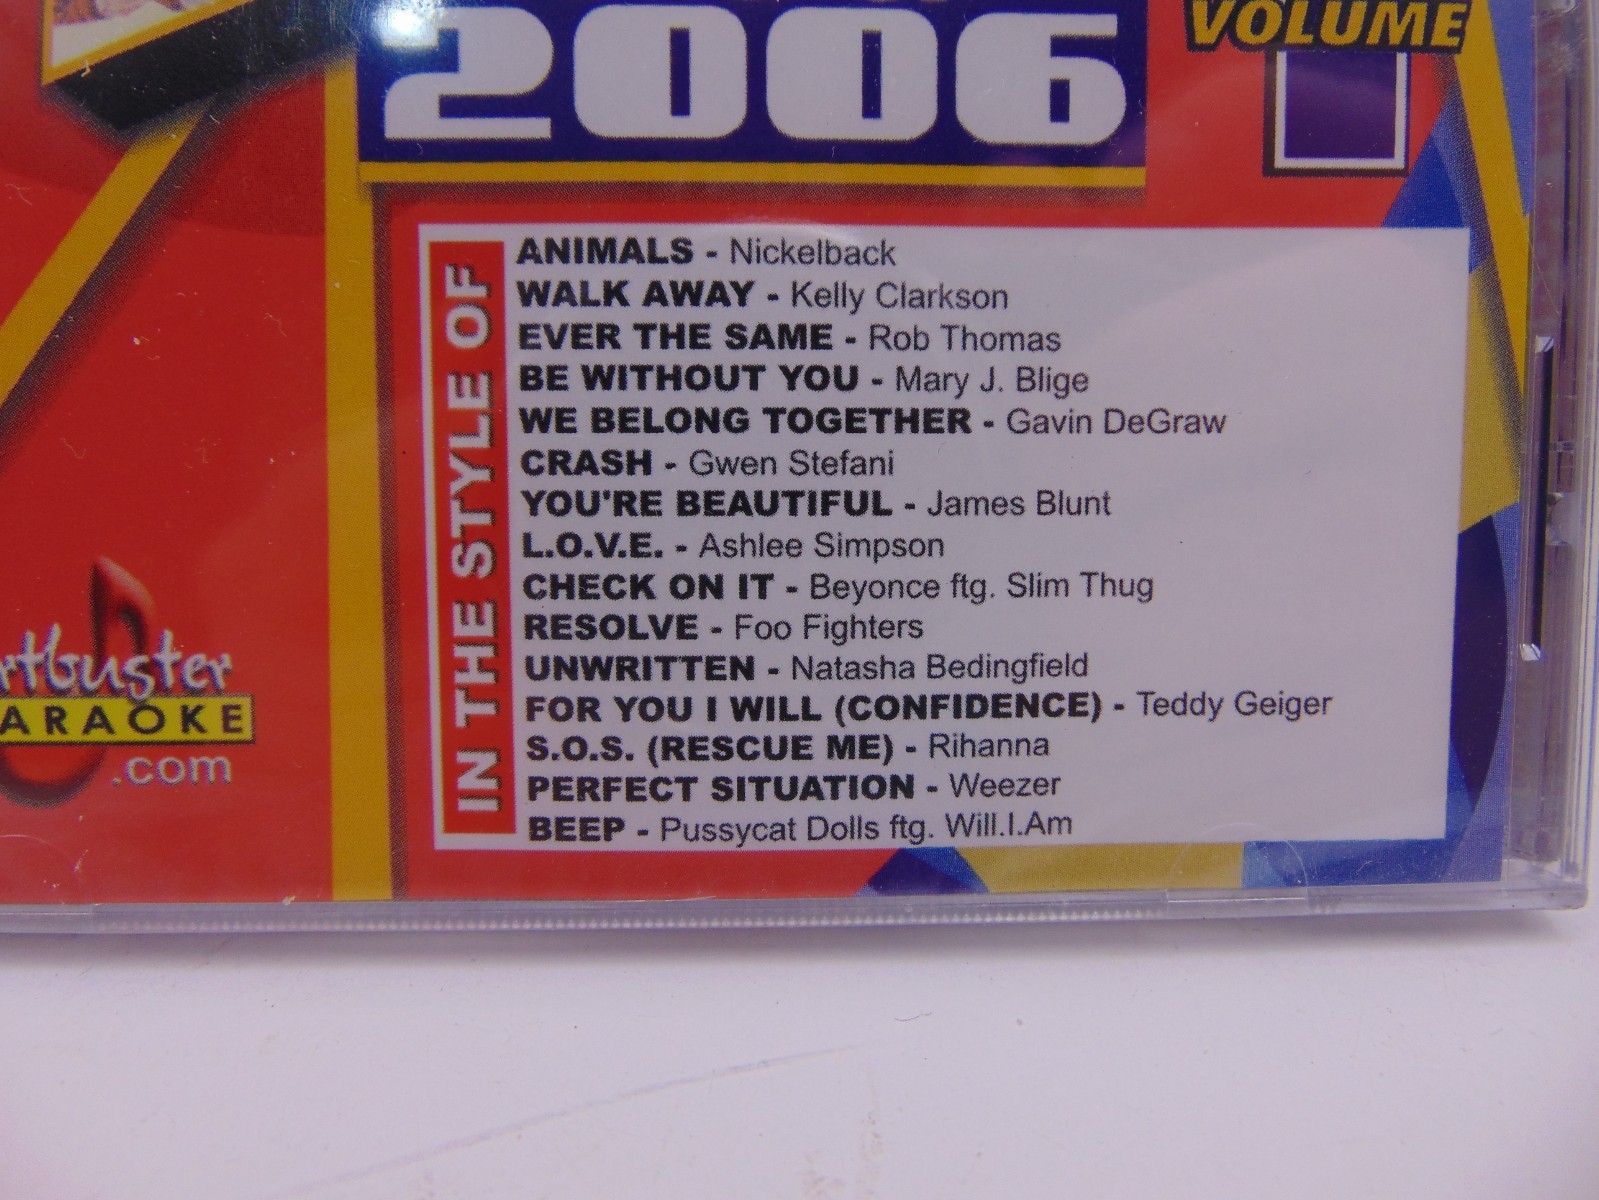 2006
VOLUME
1
IN THE STYLE OF
ANIMALS - Nickelback
WALK AWAY - Kelly Clarkson
EVER THE SAME - Rob Thomas
BE WITHOUT YOU - Mary J. Blige
WE BELONG TOGETHER - Gavin DeGraw
CRASH - Gwen Stefani
YOU'RE BEAUTIFUL - James Blunt
L.O.V.E. - Ashlee Simpson
CHECK ON IT - Beyonce ftg. Slim Thug
RESOLVE - Foo Fighters
UNWRITTEN - Natasha Bedingfield
FOR YOU I WILL (CONFIDENCE) - Teddy Geiger
S.O.S. (RESCUE ME) - Rihanna
PERFECT SITUATION - Weezer
BEEP - Pussycat Dolls ftg. Will.I.Am
rtbuster
ARAOKE
.com